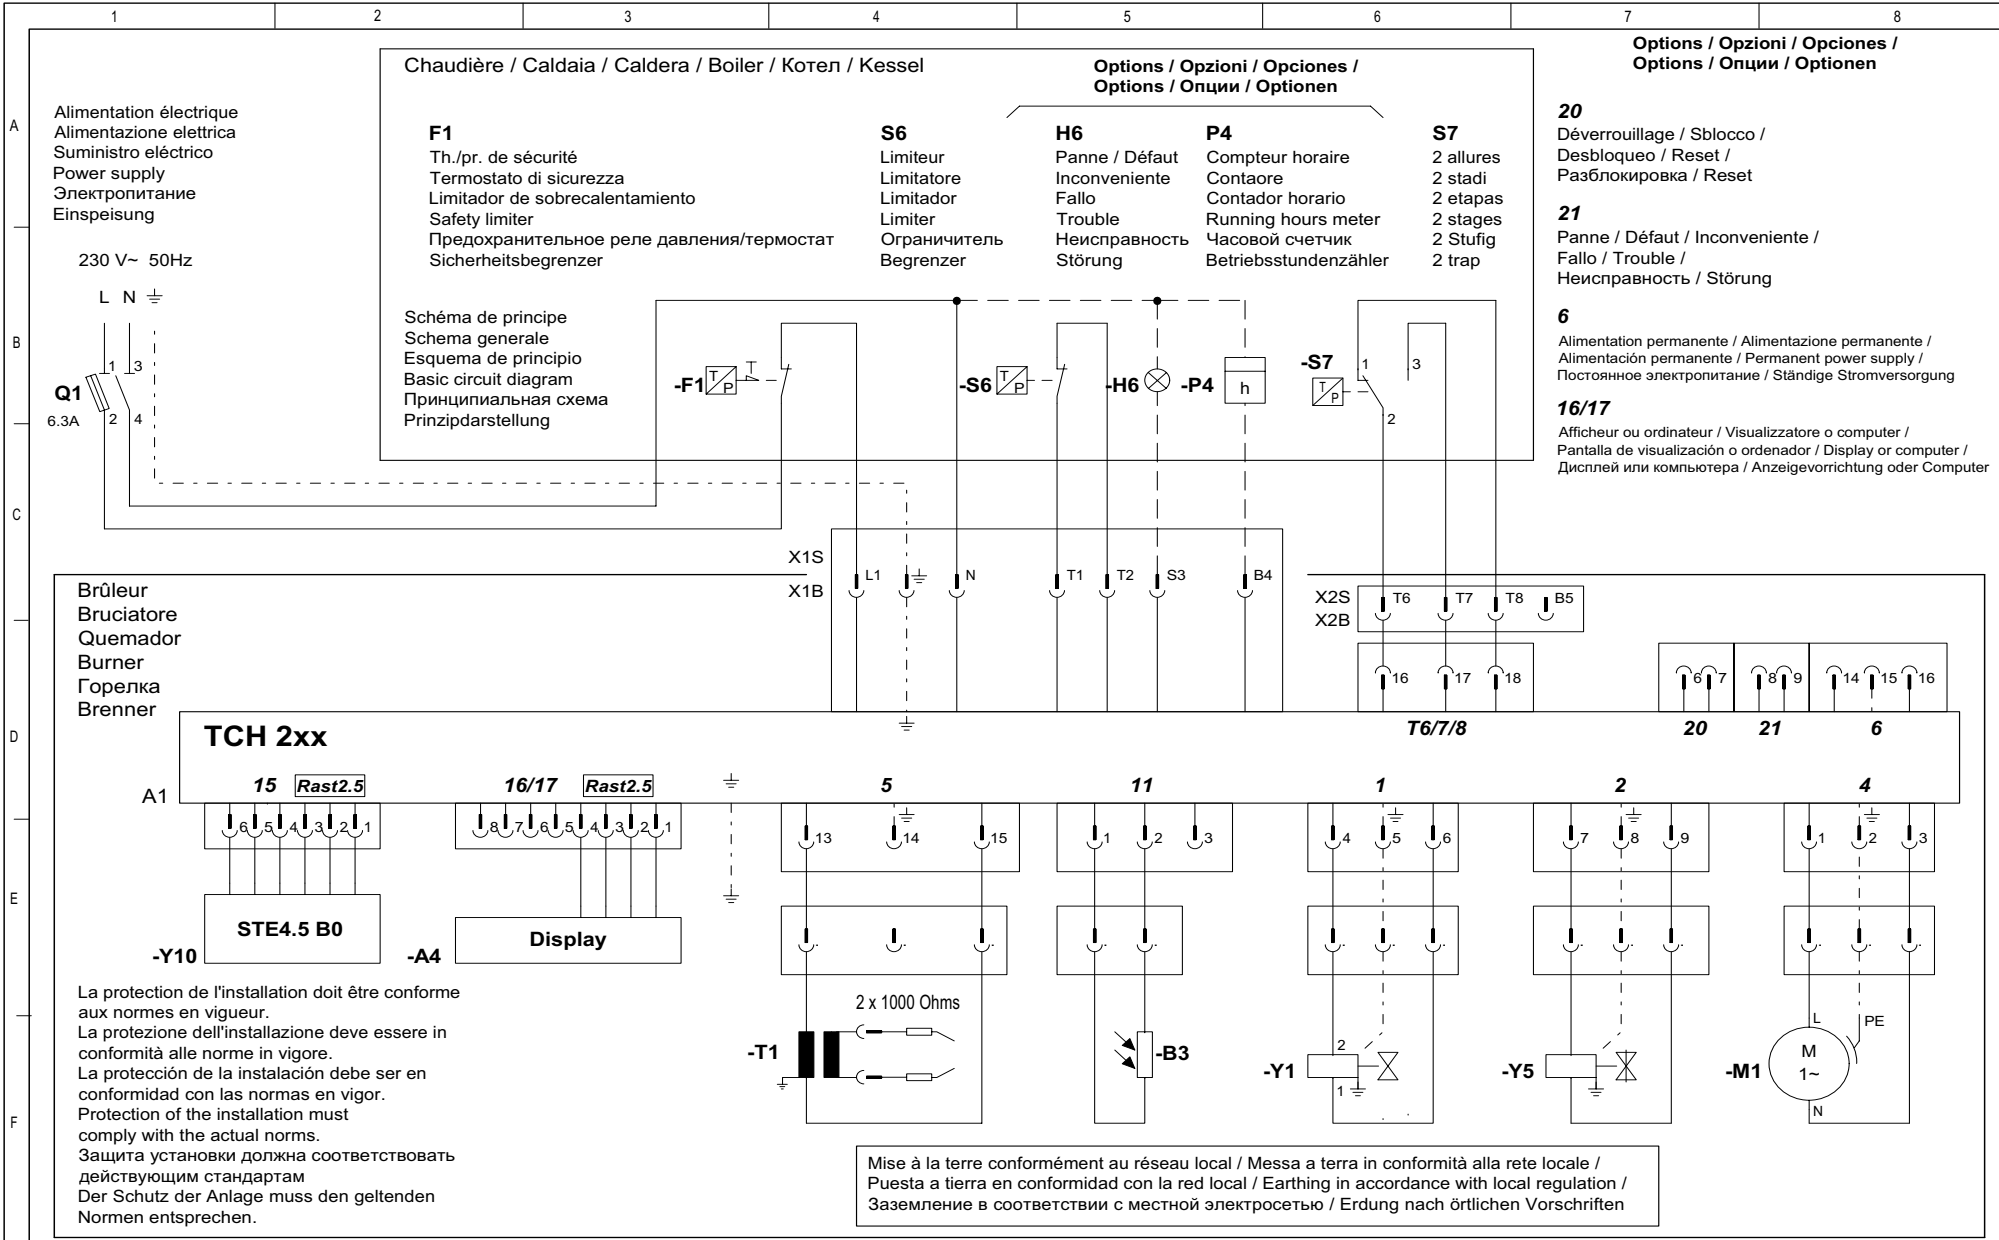 1 2 3 4 5 6 7 8
A
B
C
D
E
F
Alimentation électrique
Alimentazione elettrica
Suministro eléctrico
Power supply
Электропитание
Einspeisung
230 V~ 50Hz
L N
1 3
Q1
6.3A 2 4
Chaudière / Caldaia / Caldera / Boiler / Котел / Kessel
Options / Opzioni / Opciones /
Options / Опции / Optionen
F1
Th./pr. de sécurité
Termostato di sicurezza
Limitador de sobrecalentamiento
Safety limiter
Предохранительное реле давления/термостат
Sicherheitsbegrenzer
S6
Limiteur
Limitatore
Limitador
Limiter
Ограничитель
Begrenzer
H6
Panne / Défaut
Inconveniente
Fallo
Trouble
Неисправность
Störung
P4
Compteur horaire
Contaore
Contador horario
Running hours meter
Часовой счетчик
Betriebsstundenzähler
S7
2 allures
2 stadi
2 etapas
2 stages
2 Stufig
2 trap
Schéma de principe
Schema generale
Esquema de principio
Basic circuit diagram
Принципиальная схема
Prinzipdarstellung
-F1 T P
-S6 T P
-H6
-P4 h
-S7 T P
1 3
2
Options / Opzioni / Opciones /
Options / Опции / Optionen
20
Déverrouillage / Sblocco /
Desbloqueo / Reset /
Разблокировка / Reset
21
Panne / Défaut / Inconveniente /
Fallo / Trouble /
Неисправность / Störung
6
Alimentation permanente / Alimentazione permanente /
Alimentación permanente / Permanent power supply /
Постоянное электропитание / Ständige Stromversorgung
16/17
Afficheur ou ordinateur / Visualizzatore o computer /
Pantalla de visualización o ordenador / Display or computer /
Дисплей или компьютера / Anzeigevorrichtung oder Computer
X1S
X1B
L1 N T1 T2 S3 B4
X2S
X2B
T6 T7 T8 B5
16 17 18
6 7 8 9 14 15 16
Brûleur
Bruciatore
Quemador
Burner
Горелка
Brenner
TCH 2xx
T6/7/8 20 21 6
A1
15 Rast2.5 16/17 Rast2.5 5 11 1 2 4
6 5 4 3 2 1
8 7 6 5 4 3 2 1
13 14 15
1 2 3
4 5 6
7 8 9
1 2 3
STE4.5 B0
-Y10
Display
-A4
2 x 1000 Ohms
-T1
-B3
-Y1
2
1
-Y5
-M1
M
1~
L
PE
N
La protection de l'installation doit être conforme
aux normes en vigueur.
La protezione dell'installazione deve essere in
conformità alle norme in vigore.
La protección de la instalación debe ser en
conformidad con las normas en vigor.
Protection of the installation must
comply with the actual norms.
Защита установки должна соответствовать
действующим стандартам
Der Schutz der Anlage muss den geltenden
Normen entsprechen.
Mise à la terre conformément au réseau local / Messa a terra in conformità alla rete locale /
Puesta a tierra en conformidad con la red local / Earthing in accordance with local regulation /
Заземление в соответствии с местной электросетью / Erdung nach örtlichen Vorschriften